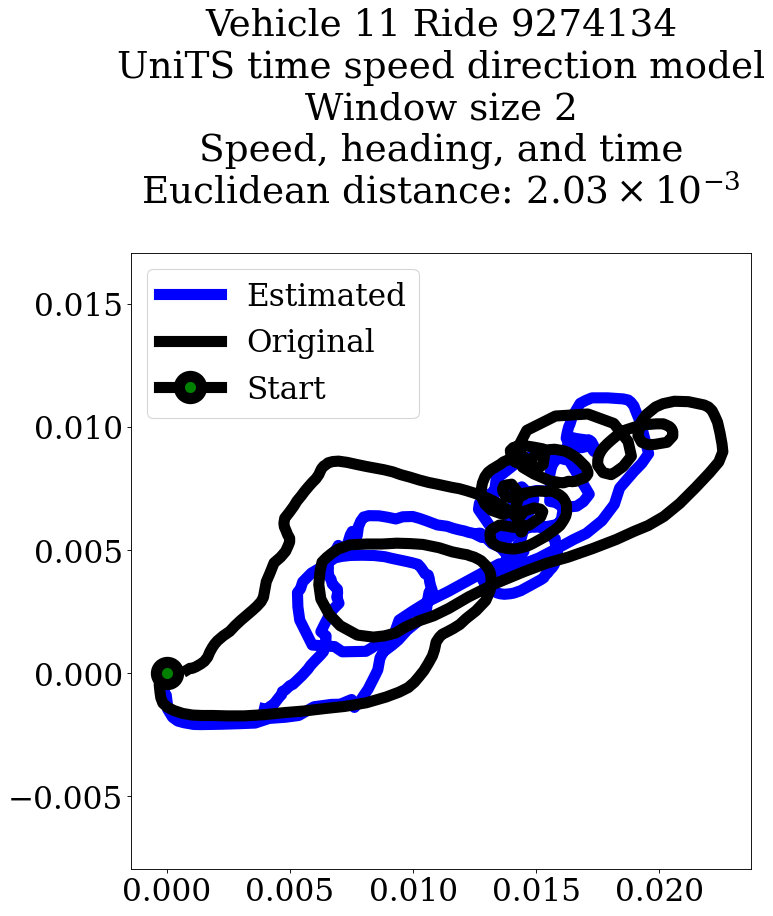 Vehicle 11 Ride 9274134
UniTS time speed direction model
Window size 2
Speed, heading, and time
Euclidean distance: 2.03 × 10⁻³
Estimated
Original
Start
0.015
0.010
0.005
0.000
−0.005
0.000 0.005 0.010 0.015 0.020